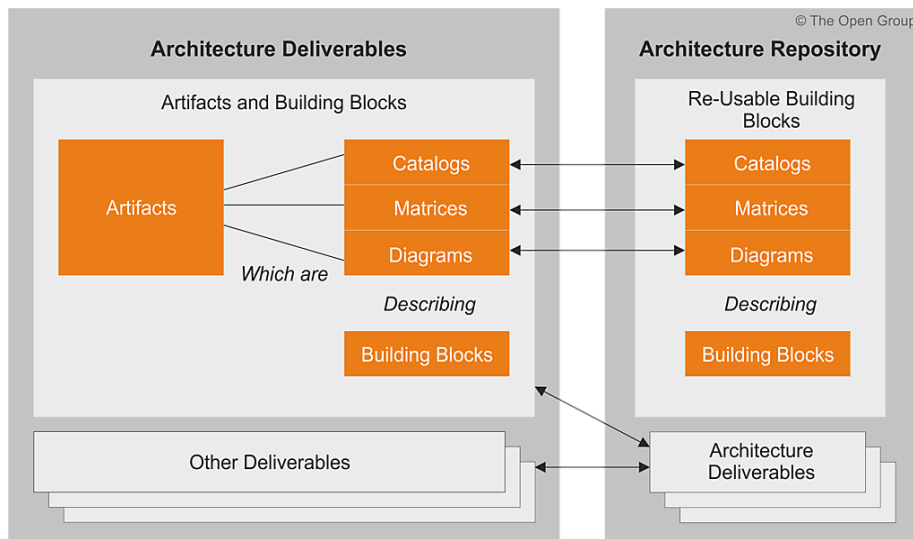 © The Open Group
Architecture Deliverables
Architecture Repository
Artifacts and Building Blocks
Re-Usable Building
Blocks
Artifacts
Catalogs
Matrices
Diagrams
Which are
Describing
Building Blocks
Catalogs
Matrices
Diagrams
Describing
Building Blocks
Other Deliverables
Architecture
Deliverables